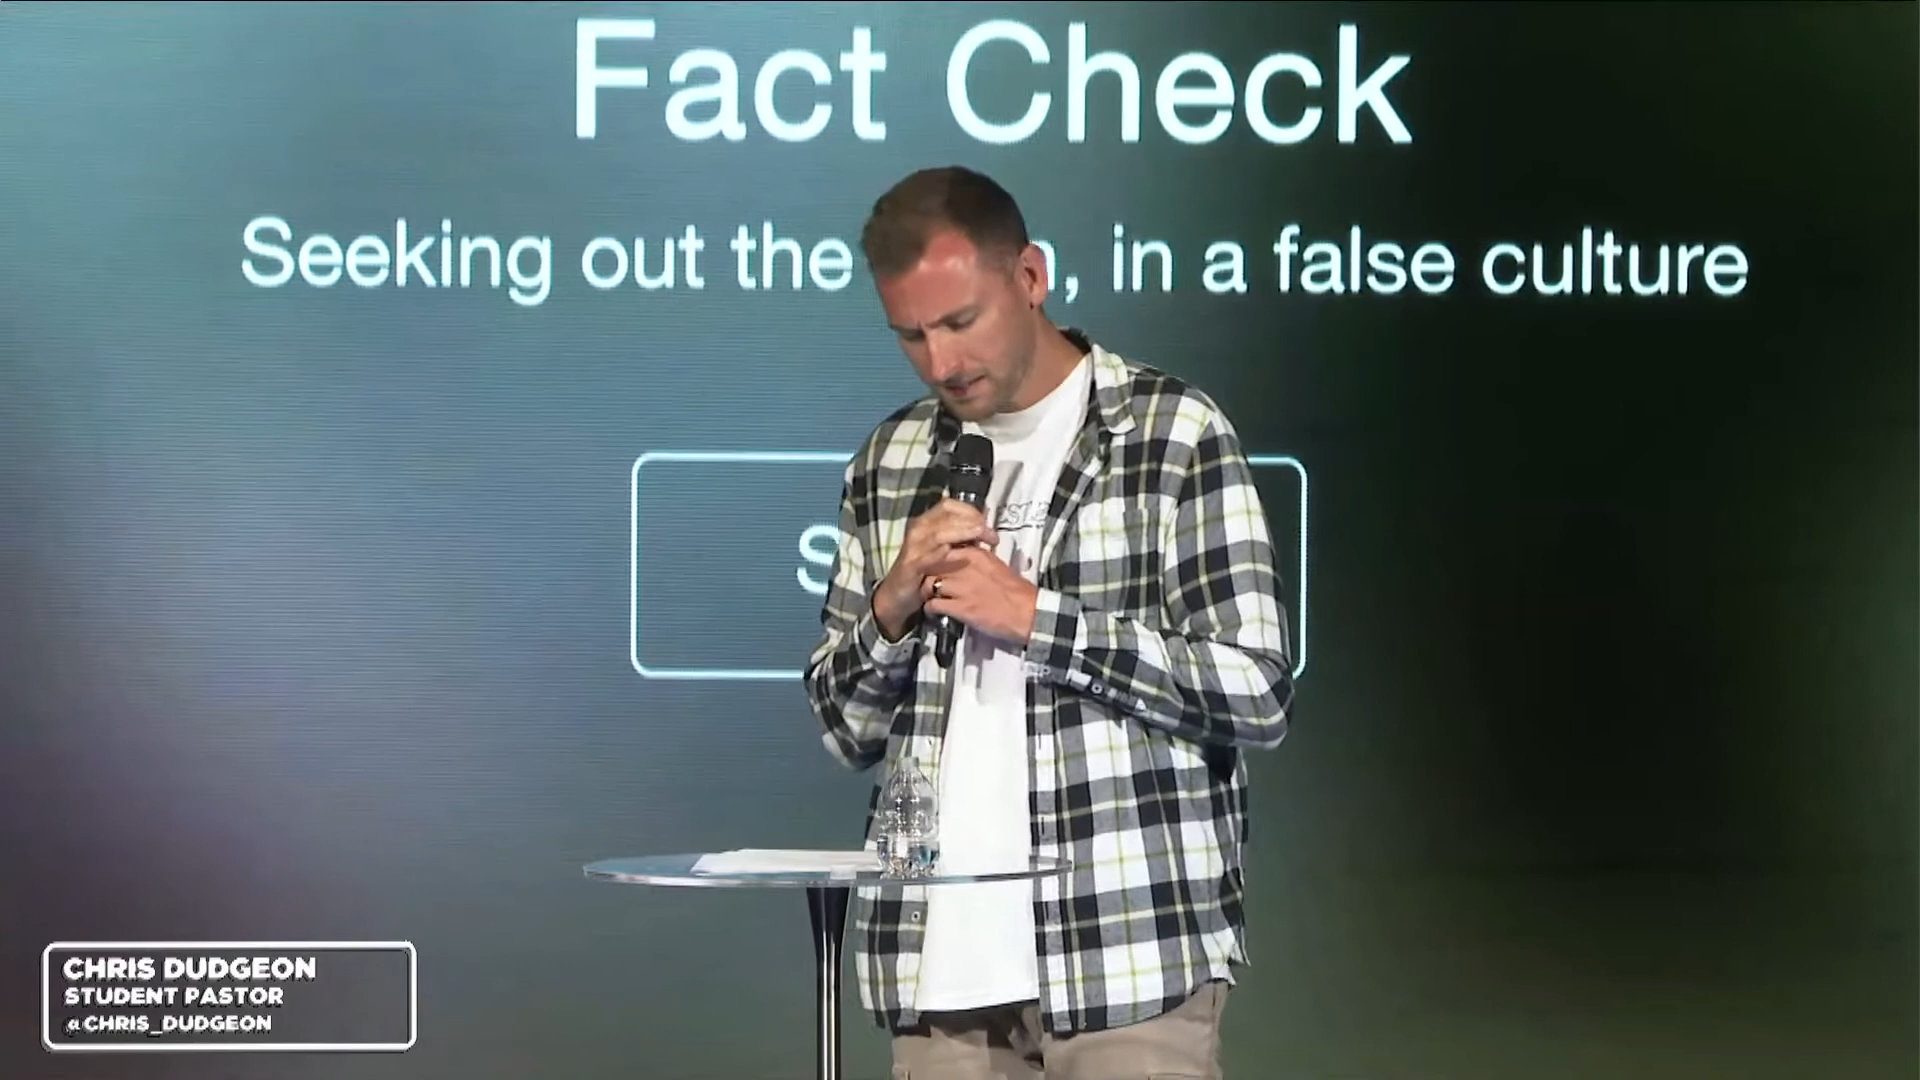 Fact Check
Seeking out the in a false culture
CHRIS DUDGEON
STUDENT PASTOR
@CHRIS_DUDGEON